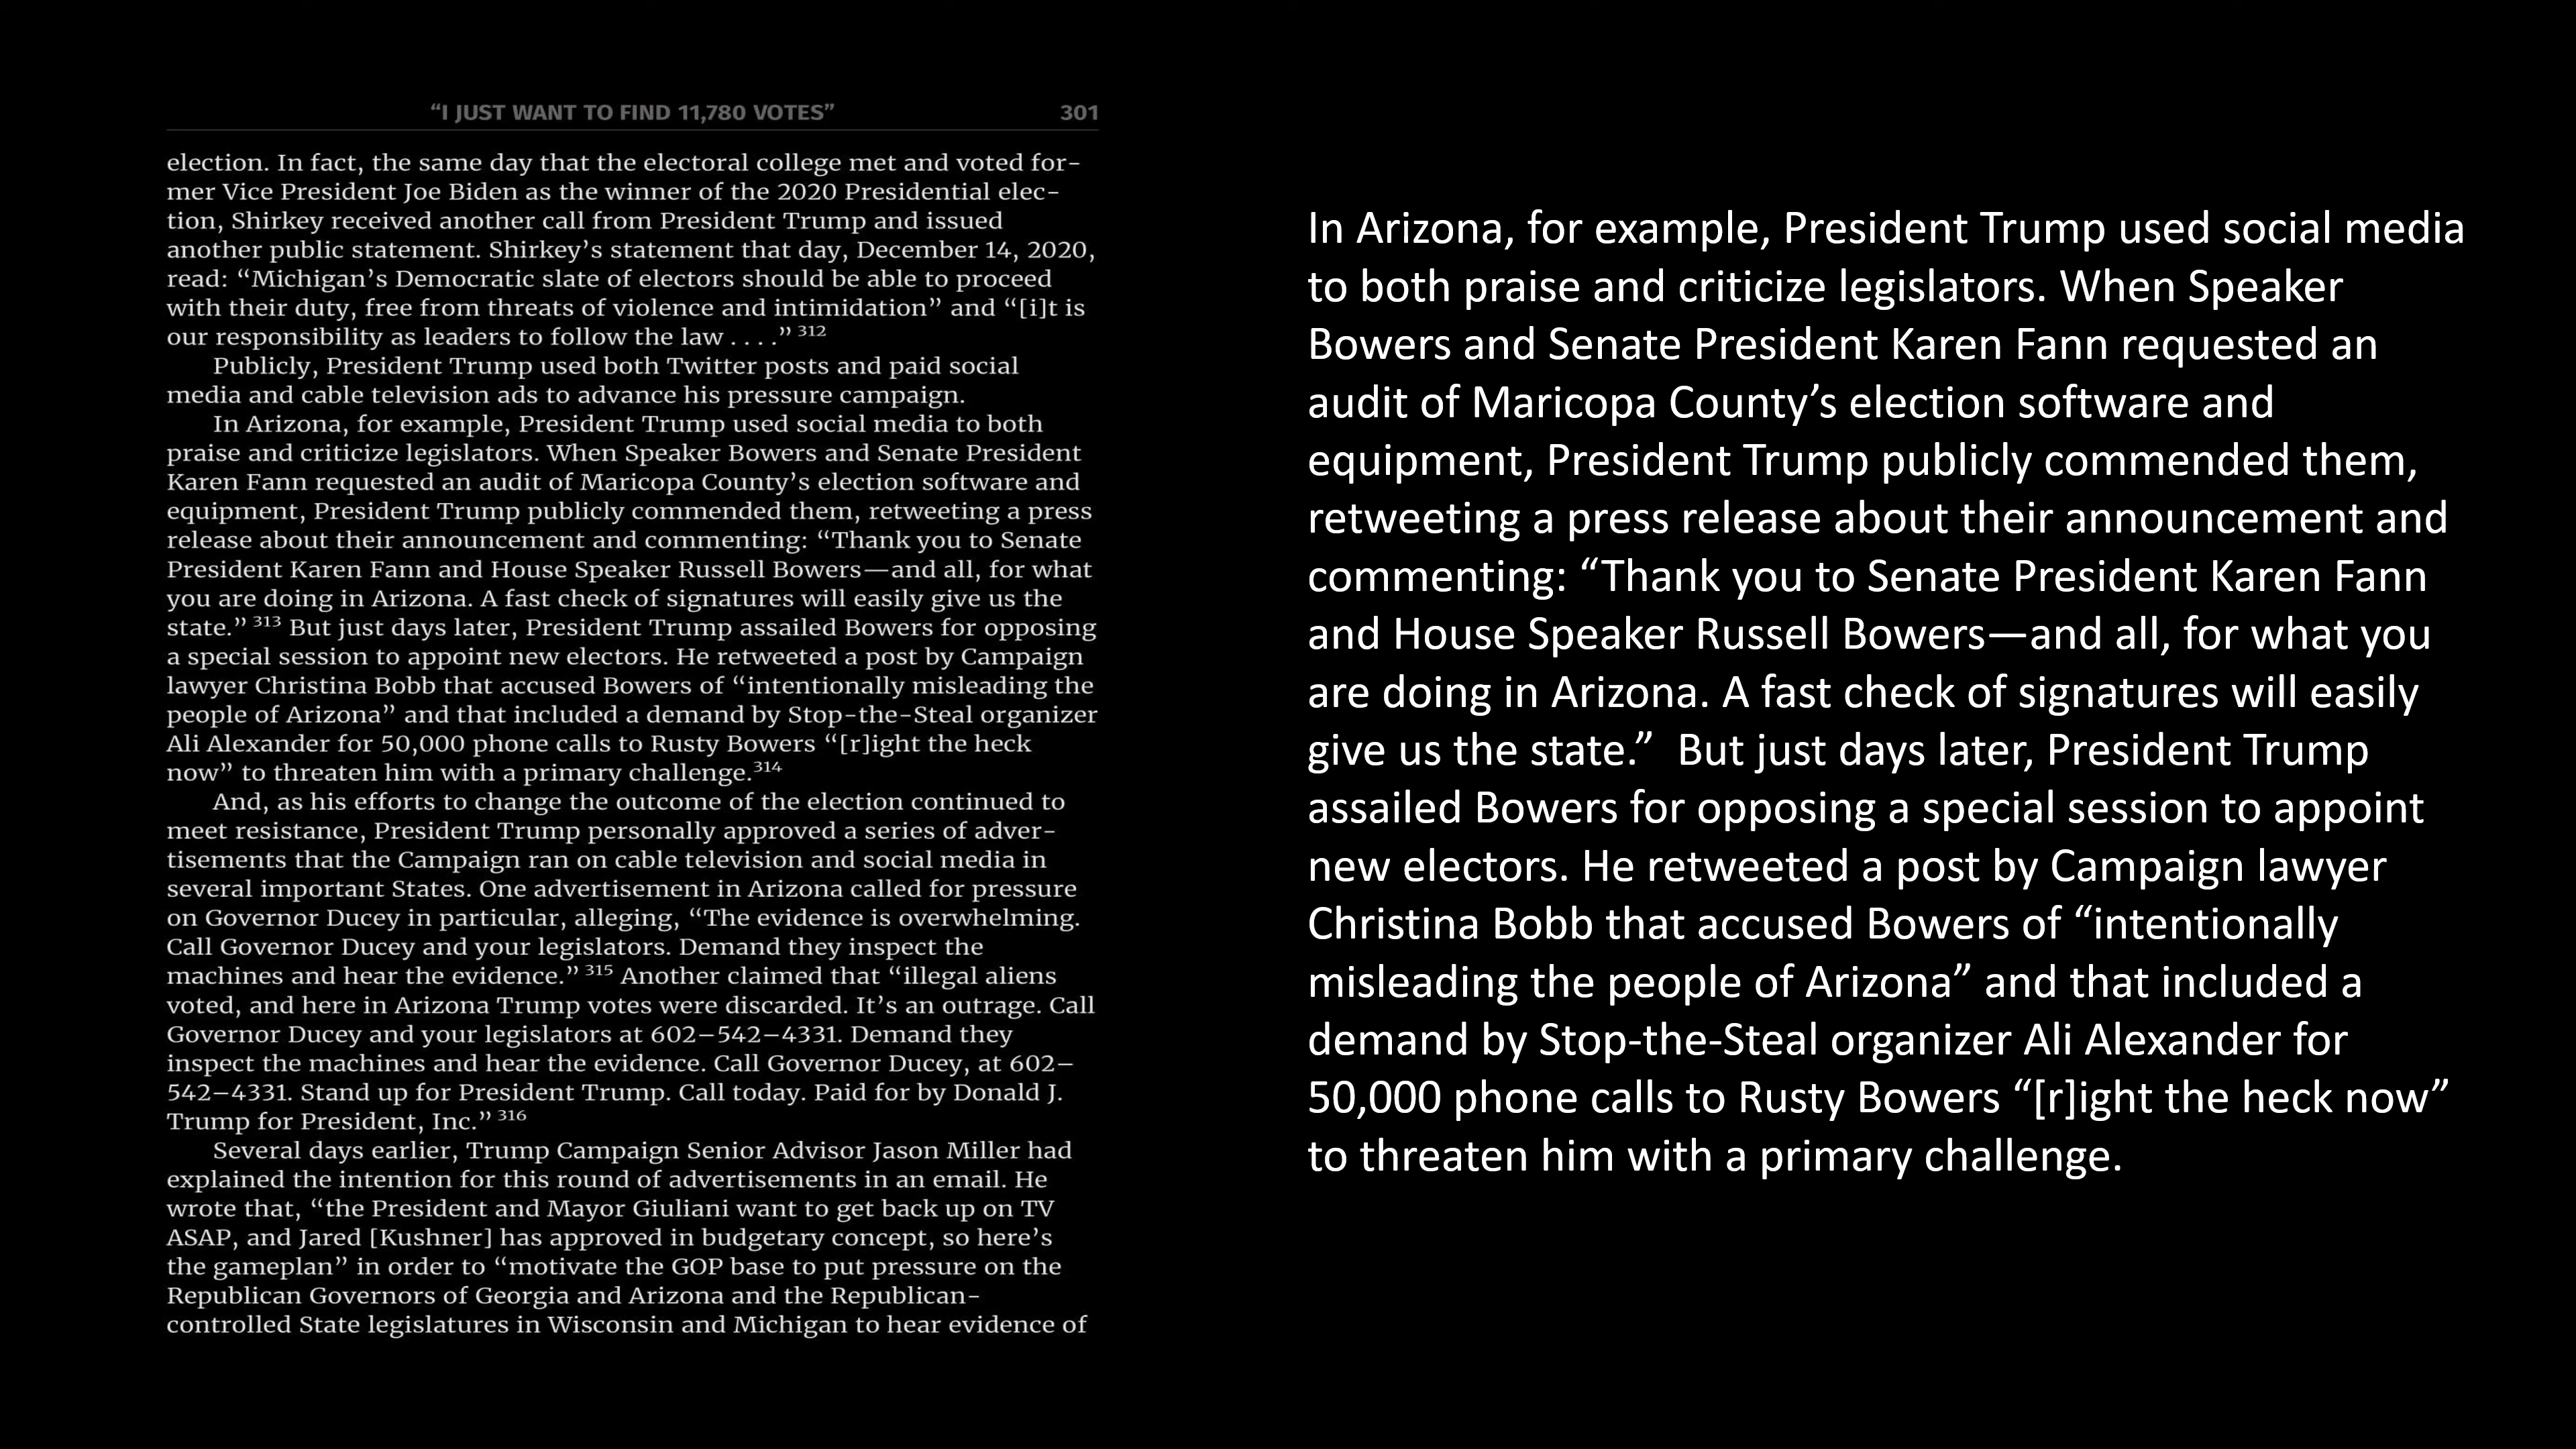 “I JUST WANT TO FIND 11,780 VOTES” 301
election. In fact, the same day that the electoral college met and voted for-
mer Vice President Joe Biden as the winner of the 2020 Presidential elec-
tion, Shirkey received another call from President Trump and issued
another public statement. Shirkey’s statement that day, December 14, 2020,
read: “Michigan’s Democratic slate of electors should be able to proceed
with their duty, free from threats of violence and intimidation” and “[i]t is
our responsibility as leaders to follow the law . . . .” 312
Publicly, President Trump used both Twitter posts and paid social
media and cable television ads to advance his pressure campaign.
In Arizona, for example, President Trump used social media to both
praise and criticize legislators. When Speaker Bowers and Senate President
Karen Fann requested an audit of Maricopa County’s election software and
equipment, President Trump publicly commended them, retweeting a press
release about their announcement and commenting: “Thank you to Senate
President Karen Fann and House Speaker Russell Bowers—and all, for what
you are doing in Arizona. A fast check of signatures will easily give us the
state.” 313 But just days later, President Trump assailed Bowers for opposing
a special session to appoint new electors. He retweeted a post by Campaign
lawyer Christina Bobb that accused Bowers of “intentionally misleading the
people of Arizona” and that included a demand by Stop-the-Steal organizer
Ali Alexander for 50,000 phone calls to Rusty Bowers “[r]ight the heck
now” to threaten him with a primary challenge.314
And, as his efforts to change the outcome of the election continued to
meet resistance, President Trump personally approved a series of adver-
tisements that the Campaign ran on cable television and social media in
several important States. One advertisement in Arizona called for pressure
on Governor Ducey in particular, alleging, “The evidence is overwhelming.
Call Governor Ducey and your legislators. Demand they inspect the
machines and hear the evidence.” 315 Another claimed that “illegal aliens
voted, and here in Arizona Trump votes were discarded. It’s an outrage. Call
Governor Ducey and your legislators at 602–542–4331. Demand they
inspect the machines and hear the evidence. Call Governor Ducey, at 602–
542–4331. Stand up for President Trump. Call today. Paid for by Donald J.
Trump for President, Inc.” 316
Several days earlier, Trump Campaign Senior Advisor Jason Miller had
explained the intention for this round of advertisements in an email. He
wrote that, “the President and Mayor Giuliani want to get back up on TV
ASAP, and Jared [Kushner] has approved in budgetary concept, so here’s
the gameplan” in order to “motivate the GOP base to put pressure on the
Republican Governors of Georgia and Arizona and the Republican-
controlled State legislatures in Wisconsin and Michigan to hear evidence of
In Arizona, for example, President Trump used social media
to both praise and criticize legislators. When Speaker
Bowers and Senate President Karen Fann requested an
audit of Maricopa County’s election software and
equipment, President Trump publicly commended them,
retweeting a press release about their announcement and
commenting: “Thank you to Senate President Karen Fann
and House Speaker Russell Bowers—and all, for what you
are doing in Arizona. A fast check of signatures will easily
give us the state.”  But just days later, President Trump
assailed Bowers for opposing a special session to appoint
new electors. He retweeted a post by Campaign lawyer
Christina Bobb that accused Bowers of “intentionally
misleading the people of Arizona” and that included a
demand by Stop-the-Steal organizer Ali Alexander for
50,000 phone calls to Rusty Bowers “[r]ight the heck now”
to threaten him with a primary challenge.